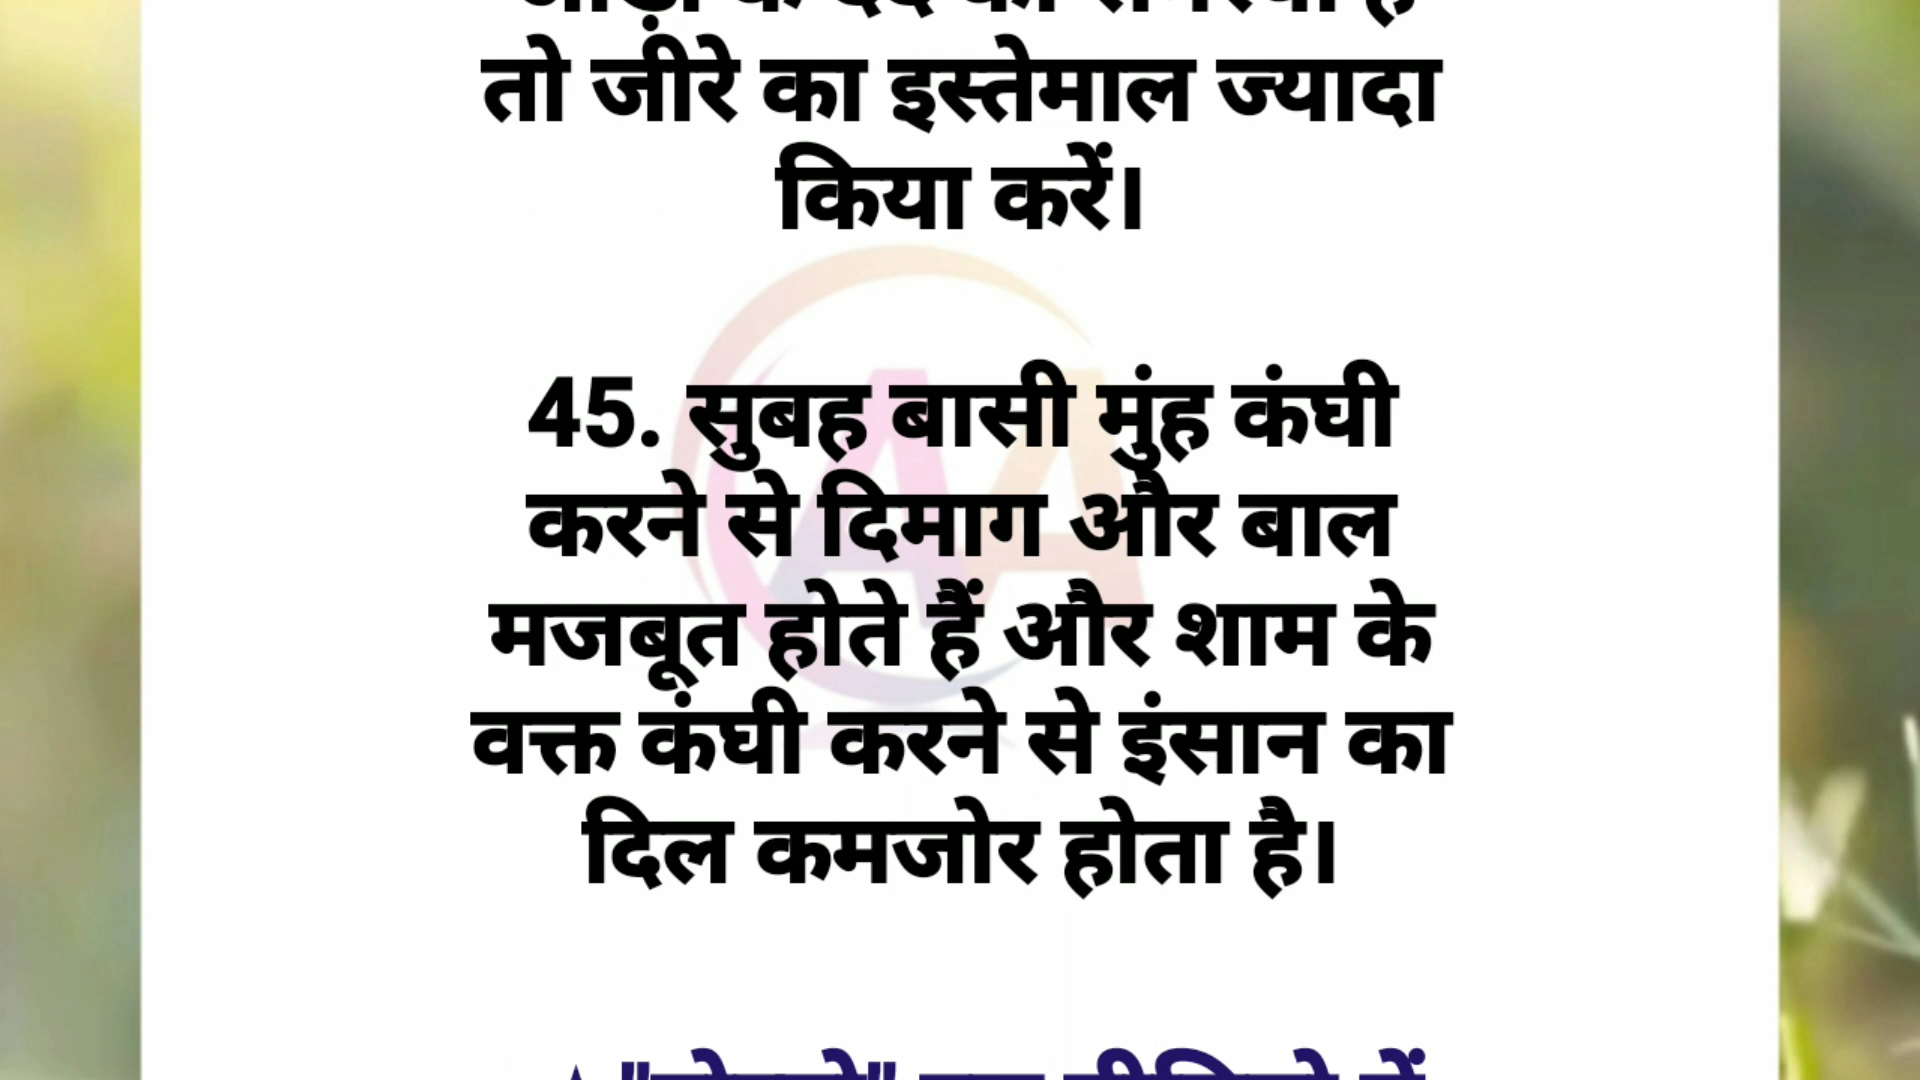 तो जीरे का इस्तेमाल ज्यादा
किया करें।
45. सुबह बासी मुंह कंघी
करने से दिमाग और बाल
मजबूत होते हैं और शाम के
वक्त कंघी करने से इंसान का
दिल कमजोर होता है।